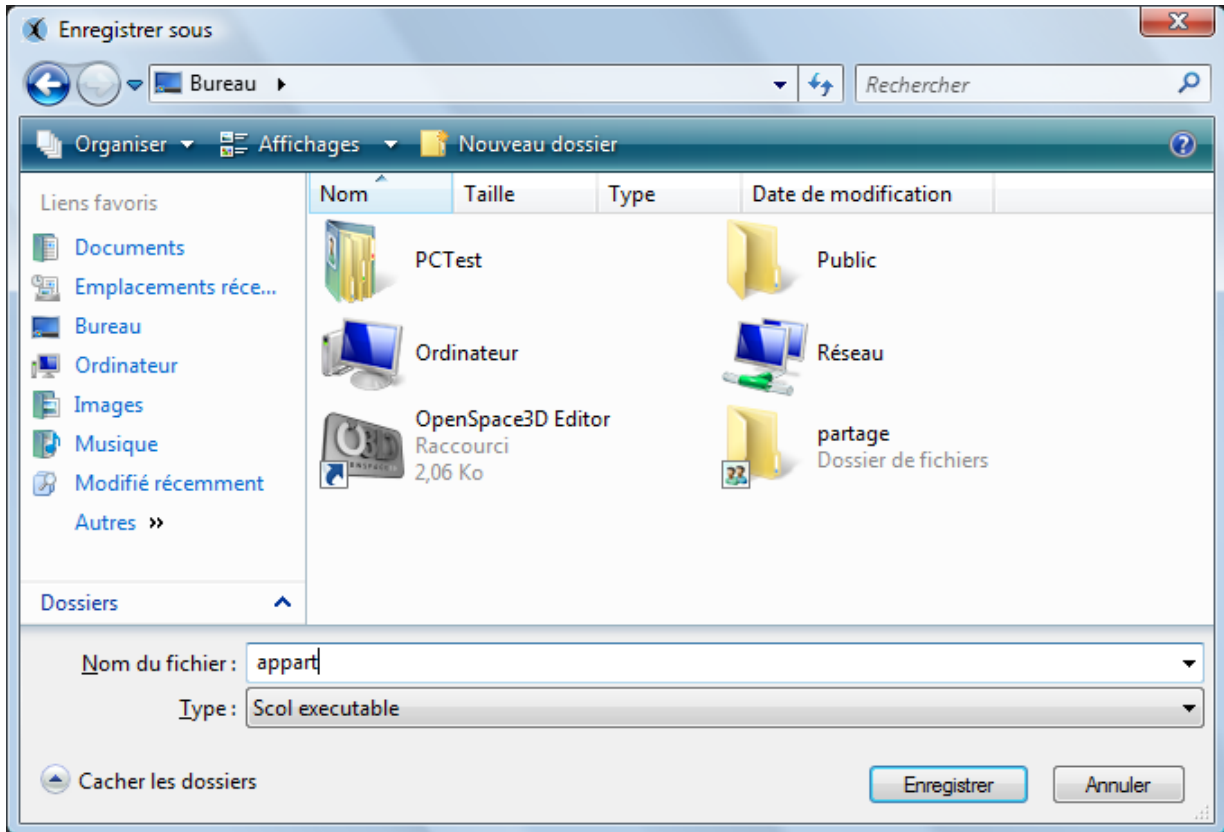 Enregistrer sous
Bureau
Rechercher
Organiser Affichages Nouveau dossier
Liens favoris
Documents
Emplacements réce...
Bureau
Ordinateur
Images
Musique
Modifié récemment
Autres »
Dossiers
Nom Taille Type Date de modification
PCTest
Public
Ordinateur
Réseau
OpenSpace3D Editor
Raccourci
2,06 Ko
partage
Dossier de fichiers
Nom du fichier : appart
Type : Scol executable
Cacher les dossiers
Enregistrer Annuler